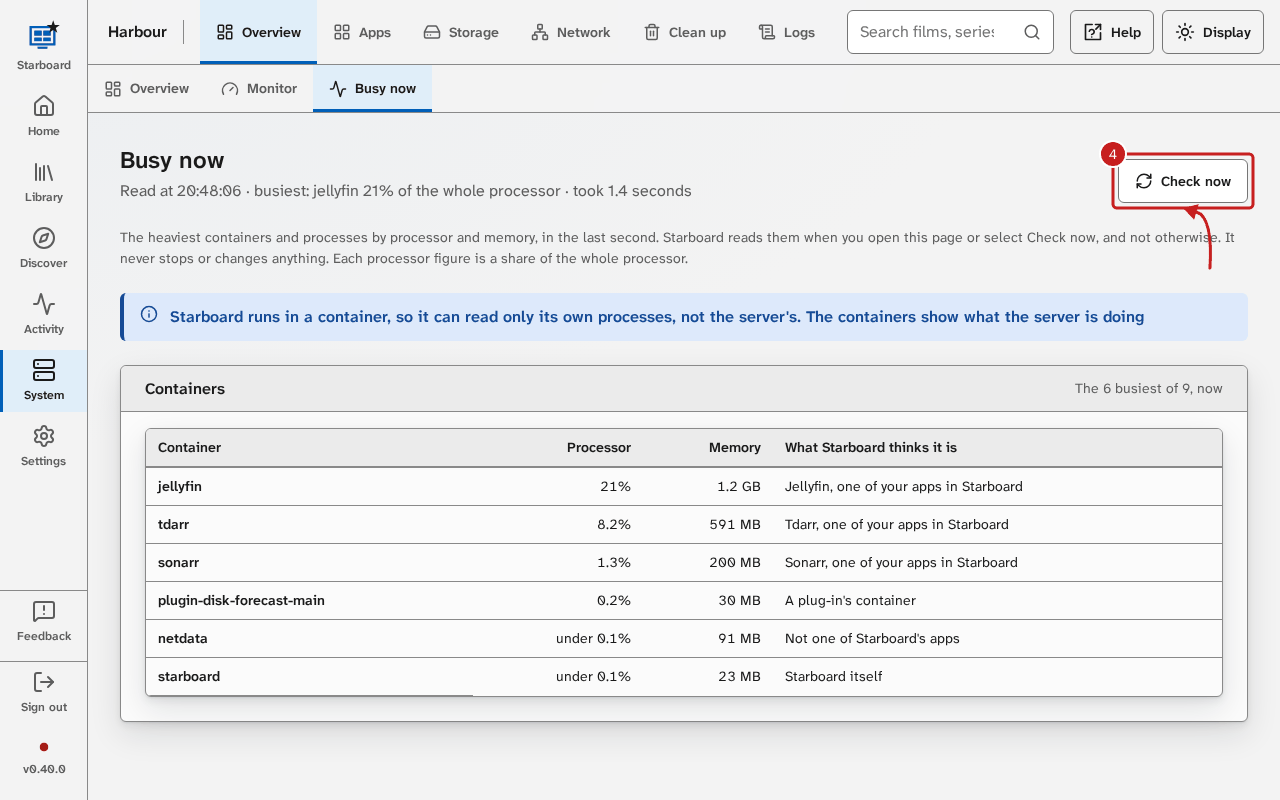 Starboard
Home
Library
Discover
Activity
System
Settings
Feedback
Sign out
v0.40.0
Harbour
Overview
Apps
Storage
Network
Clean up
Logs
Search films, series
Help
Display
Overview
Monitor
Busy now
Busy now
Read at 20:48:06 · busiest: jellyfin 21% of the whole processor · took 1.4 seconds
4
Check now
The heaviest containers and processes by processor and memory, in the last second. Starboard reads them when you open this page or select Check now, and not otherwise. It
never stops or changes anything. Each processor figure is a share of the whole processor.
Starboard runs in a container, so it can read only its own processes, not the server's. The containers show what the server is doing
Containers
The 6 busiest of 9, now
Container Processor Memory What Starboard thinks it is
jellyfin 21% 1.2 GB Jellyfin, one of your apps in Starboard
tdarr 8.2% 591 MB Tdarr, one of your apps in Starboard
sonarr 1.3% 200 MB Sonarr, one of your apps in Starboard
plugin-disk-forecast-main 0.2% 30 MB A plug-in's container
netdata under 0.1% 91 MB Not one of Starboard's apps
starboard under 0.1% 23 MB Starboard itself